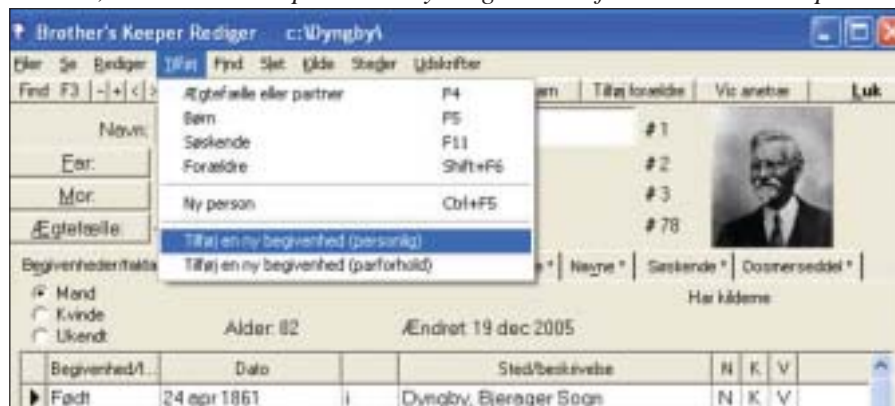 Brother's Keeper Rediger c:\Dyngby\
Filer Se Rediger Tilføj Find Slet Kilde Steder Udskrifter
Find F3 - + < > Tilføj forældre Vis anetræ Luk
Ægtefælle eller partner F4
Børn F5
Søskende F11
Forældre Shift+F6
Ny person Ctrl+F5
Tilføj en ny begivenhed (personlig)
Tilføj en ny begivenhed (parforhold)
Navn: #1
Far: #2
Mor: #3
Ægtefælle: #78
Begivenheder/fakta Navne * Søskende * Dosmerseddel *
Mand Har kilderne
Kvinde
Ukendt Alder: 82 Ændret 19 dec 2005
Begivenhed/f... Dato Sted/beskrivelse N K V
Født 24 apr 1861 i Dyngby, Bjerager Sogn N K V